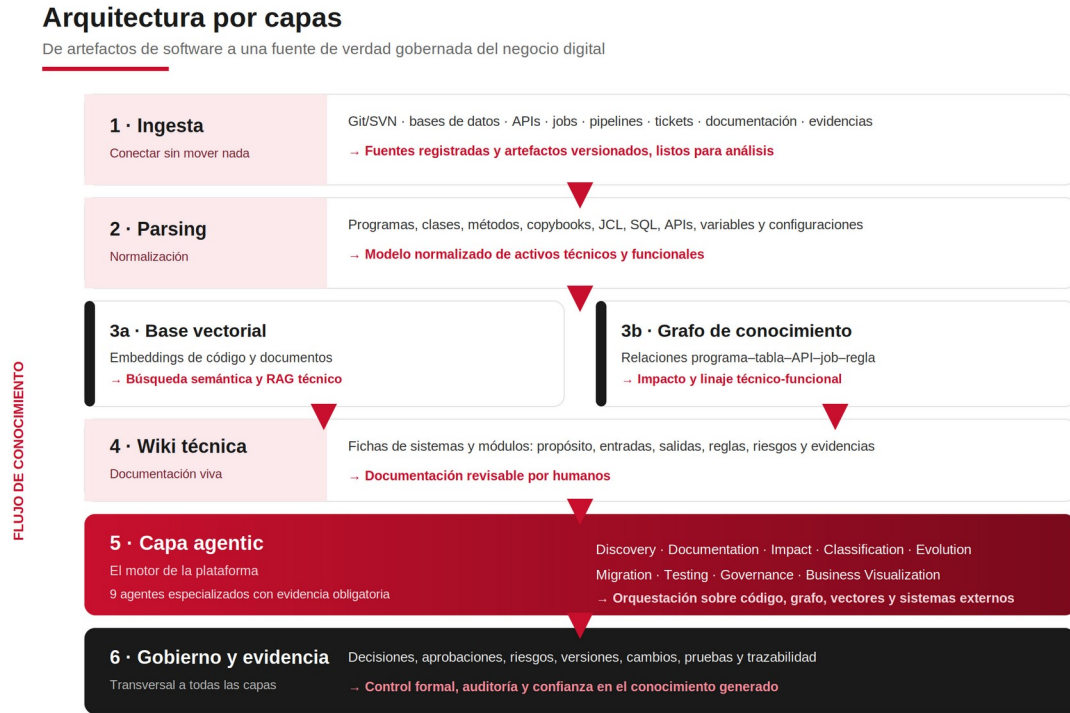 Arquitectura por capas
De artefactos de software a una fuente de verdad gobernada del negocio digital
1 · Ingesta
Conectar sin mover nada
Git/SVN · bases de datos · APIs · jobs · pipelines · tickets · documentación · evidencias
→ Fuentes registradas y artefactos versionados, listos para análisis
2 · Parsing
Normalización
Programas, clases, métodos, copybooks, JCL, SQL, APIs, variables y configuraciones
→ Modelo normalizado de activos técnicos y funcionales
3a · Base vectorial
Embeddings de código y documentos
→ Búsqueda semántica y RAG técnico
3b · Grafo de conocimiento
Relaciones programa–tabla–API–job–regla
→ Impacto y linaje técnico-funcional
4 · Wiki técnica
Documentación viva
Fichas de sistemas y módulos: propósito, entradas, salidas, reglas, riesgos y evidencias
→ Documentación revisable por humanos
5 · Capa agentic
El motor de la plataforma
9 agentes especializados con evidencia obligatoria
Discovery · Documentation · Impact · Classification · Evolution
Migration · Testing · Governance · Business Visualization
→ Orquestación sobre código, grafo, vectores y sistemas externos
6 · Gobierno y evidencia
Transversal a todas las capas
Decisiones, aprobaciones, riesgos, versiones, cambios, pruebas y trazabilidad
→ Control formal, auditoría y confianza en el conocimiento generado
FLUJO DE CONOCIMIENTO